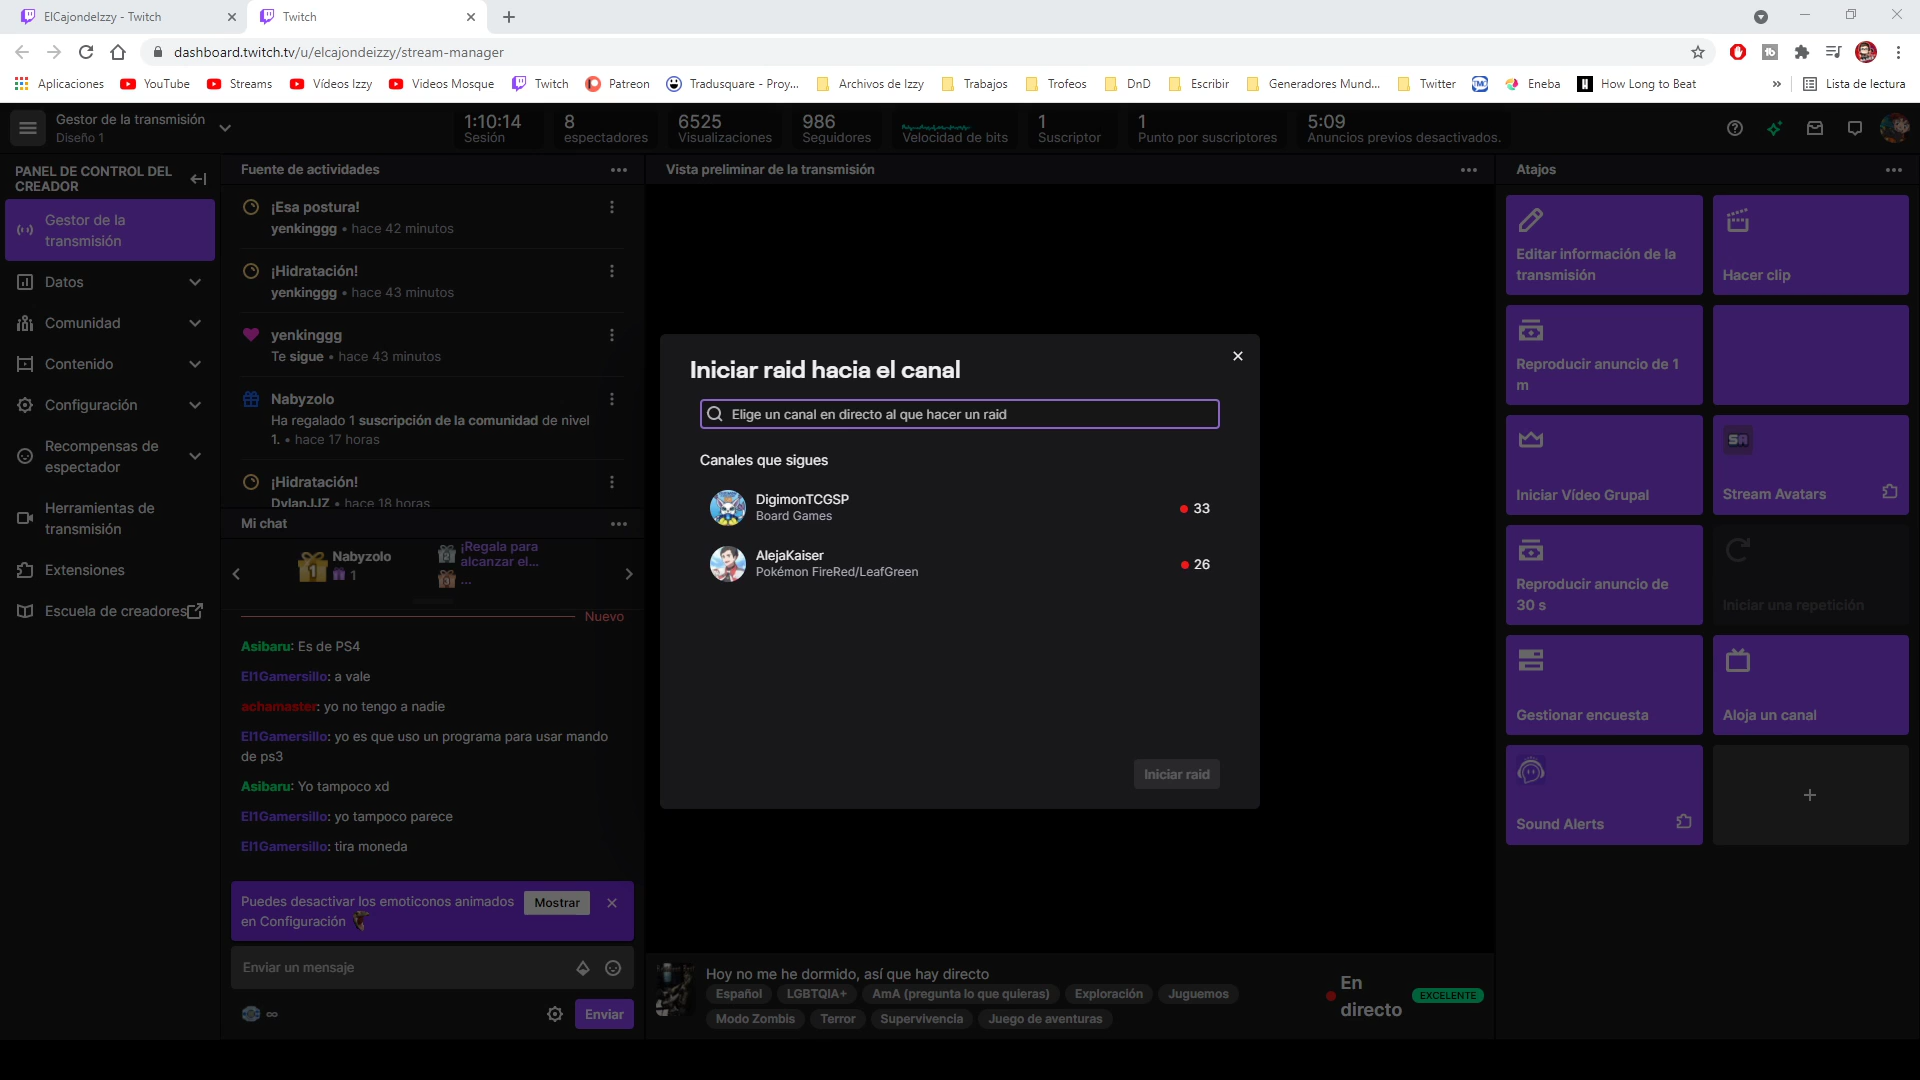 ElCajondeIzzy - Twitch
Twitch
dashboard.twitch.tv/u/elcajondeizzy/stream-manager
Aplicaciones
YouTube
Streams
Vídeos Izzy
Videos Mosque
Twitch
Patreon
Tradusquare - Proy...
Archivos de Izzy
Trabajos
Trofeos
DnD
Escribir
Generadores Mund...
Twitter
Eneba
How Long to Beat
»
Lista de lectura
Gestor de la transmisión
Diseño 1
1:10:14
Sesión
8
espectadores
6525
Visualizaciones
986
Seguidores
Velocidad de bits
1
Suscriptor
1
Punto por suscriptores
5:09
Anuncios previos desactivados.
PANEL DE CONTROL DEL
CREADOR
Gestor de la
transmisión
Datos
Comunidad
Contenido
Configuración
Recompensas de
espectador
Herramientas de
transmisión
Extensiones
Escuela de creadores
Fuente de actividades
¡Esa postura!
yenkinggg • hace 42 minutos
¡Hidratación!
yenkinggg • hace 43 minutos
yenkinggg
Te sigue • hace 43 minutos
Nabyzolo
Ha regalado 1 suscripción de la comunidad de nivel
1. • hace 17 horas
¡Hidratación!
DylanJJZ • hace 18 horas
Mi chat
1
Nabyzolo
1
¡Regala para
alcanzar el...
...
Nuevo
Asibaru: Es de PS4
El1Gamersillo: a vale
achamaster: yo no tengo a nadie
El1Gamersillo: yo es que uso un programa para usar mando
de ps3
Asibaru: Yo tampoco xd
El1Gamersillo: yo tampoco parece
El1Gamersillo: tira moneda
Puedes desactivar los emoticonos animados
en Configuración
Mostrar
Enviar un mensaje
∞
Enviar
Vista preliminar de la transmisión
Iniciar raid hacia el canal
Elige un canal en directo al que hacer un raid
Canales que sigues
DigimonTCGSP
Board Games
33
AlejaKaiser
Pokémon FireRed/LeafGreen
26
Iniciar raid
Hoy no me he dormido, así que hay directo
Español
LGBTQIA+
AmA (pregunta lo que quieras)
Exploración
Juguemos
Modo Zombis
Terror
Supervivencia
Juego de aventuras
En
directo
EXCELENTE
Atajos
Editar información de la
transmisión
Hacer clip
Reproducir anuncio de 1
m
Iniciar Vídeo Grupal
SA
Stream Avatars
Reproducir anuncio de
30 s
Iniciar una repetición
Gestionar encuesta
Aloja un canal
Sound Alerts
+